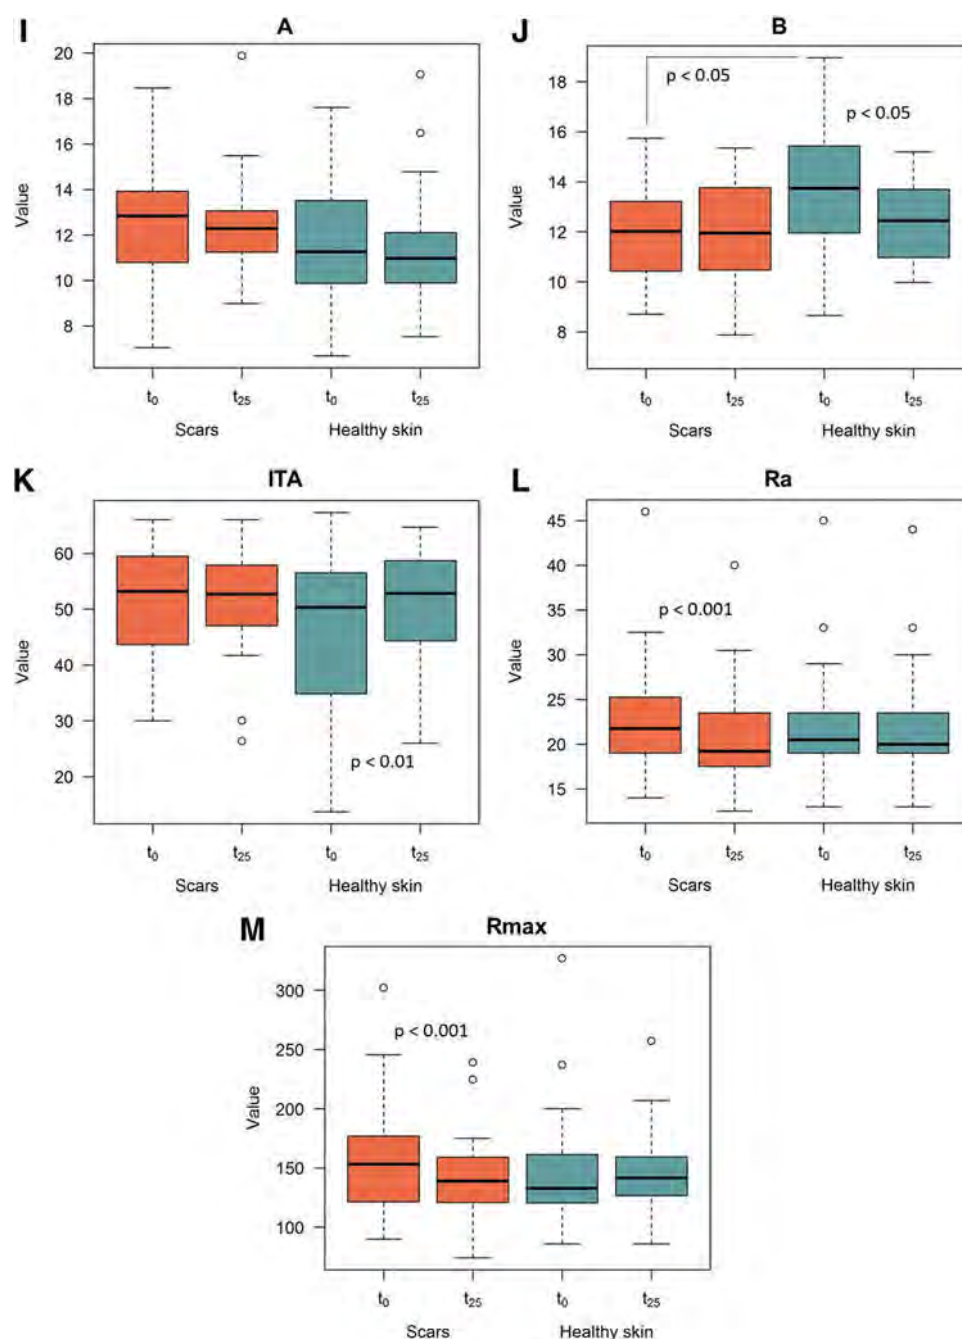 I
A
Value
20
18
16
14
12
10
8
t0 t25 t0 t25
Scars Healthy skin
J
B
Value
18
16
14
12
10
8
p < 0.05
p < 0.05
t0 t25 t0 t25
Scars Healthy skin
K
ITA
Value
60
50
40
30
20
p < 0.01
t0 t25 t0 t25
Scars Healthy skin
L
Ra
Value
45
40
35
30
25
20
15
p < 0.001
t0 t25 t0 t25
Scars Healthy skin
M
Rmax
Value
300
250
200
150
100
p < 0.001
t0 t25 t0 t25
Scars Healthy skin